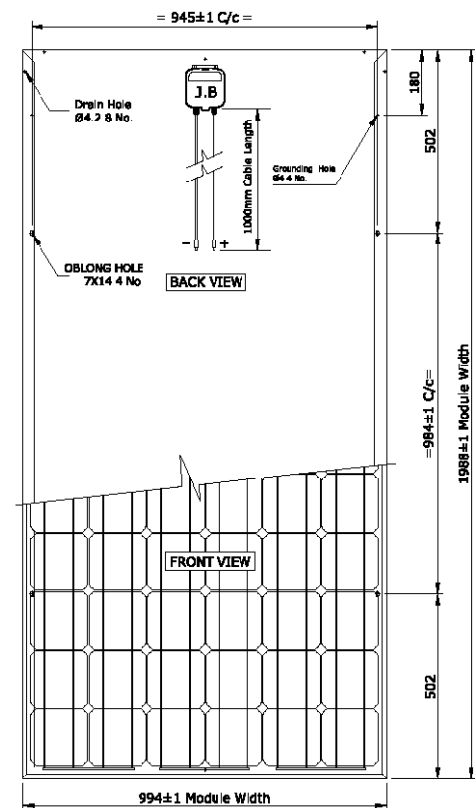 = 945±1 C/c =
J.B
Drain Hole
Ø4.2 8 No.
180
502
1000mm Cable Length
Grounding Hole
Ø4 4 No.
- +
OBLONG HOLE
7X14 4 No
BACK VIEW
=984±1 C/c=
1988±1 Module Width
FRONT VIEW
502
994±1 Module Width